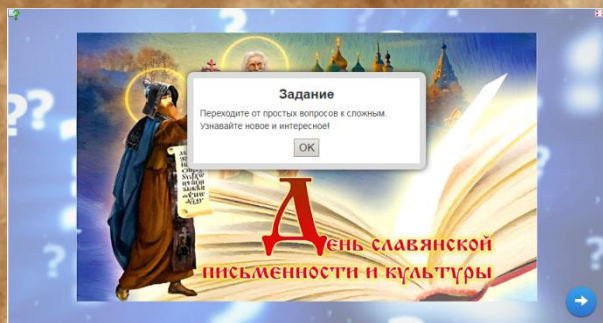 Задание
Переходите от простых вопросов к сложным.
Узнавайте новое и интересное!
OK
День славянской
письменности и культуры